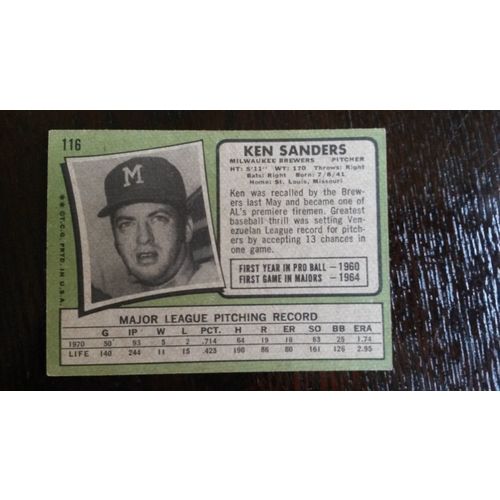 116
M
** ©T.C.G. PRTD. IN U.S.A.
KEN SANDERS
MILWAUKEE BREWERS PITCHER
HT: 5'11" WT: 170 Throws: Right
Bats: Right Born: 7/8/41
Home: St. Louis, Missouri
Ken was recalled by the Brew-
ers last May and became one of
AL's premiere firemen. Greatest
baseball thrill was setting Ven-
ezuelan League record for pitch-
ers by accepting 13 chances in
one game.
FIRST YEAR IN PRO BALL — 1960
FIRST GAME IN MAJORS — 1964
MAJOR LEAGUE PITCHING RECORD
G IP W L PCT. H R ER SO BB ERA
1970 50 93 5 2 .714 64 19 18 63 25 1.74
LIFE 140 244 11 15 .423 190 86 80 161 126 2.95